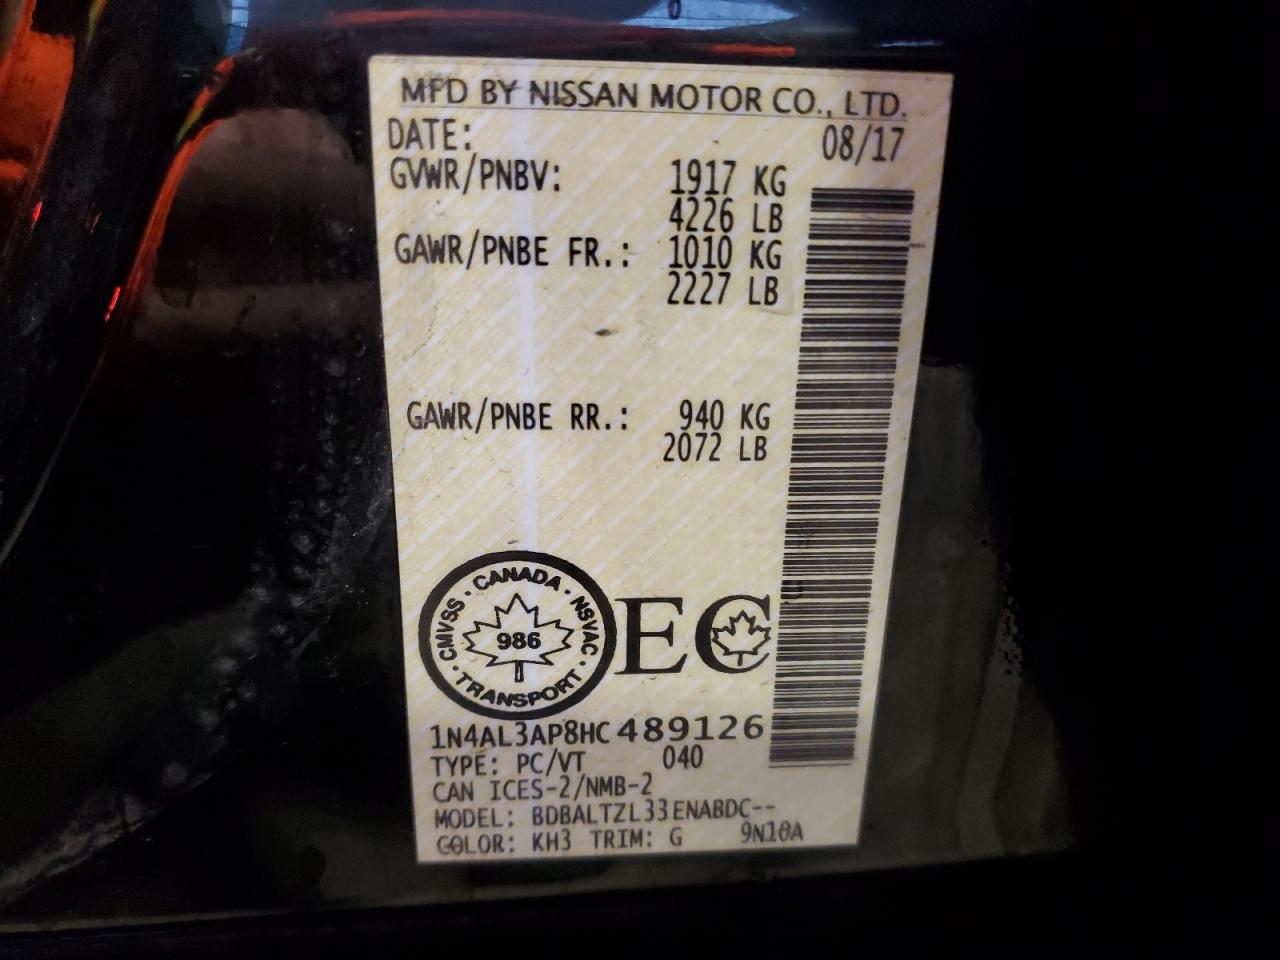 MFD BY NISSAN MOTOR CO., LTD.
DATE: 08/17
GVWR/PNBV: 1917 KG
4226 LB
GAWR/PNBE FR.: 1010 KG
2227 LB
GAWR/PNBE RR.: 940 KG
2072 LB
CMVSS · CANADA · NSVAC · TRANSPORT ·
986
EC
1N4AL3AP8HC489126
TYPE: PC/VT 040
CAN ICES-2/NMB-2
MODEL: BDBALTZL33ENABDC--
COLOR: KH3 TRIM: G 9N10A